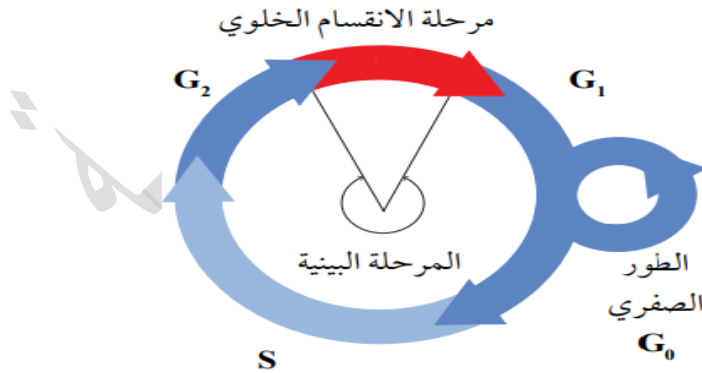 مرحلة الانقسام الخلوي
G₂
G₁
المرحلة البينية
الطور
الصفري
G₀
S